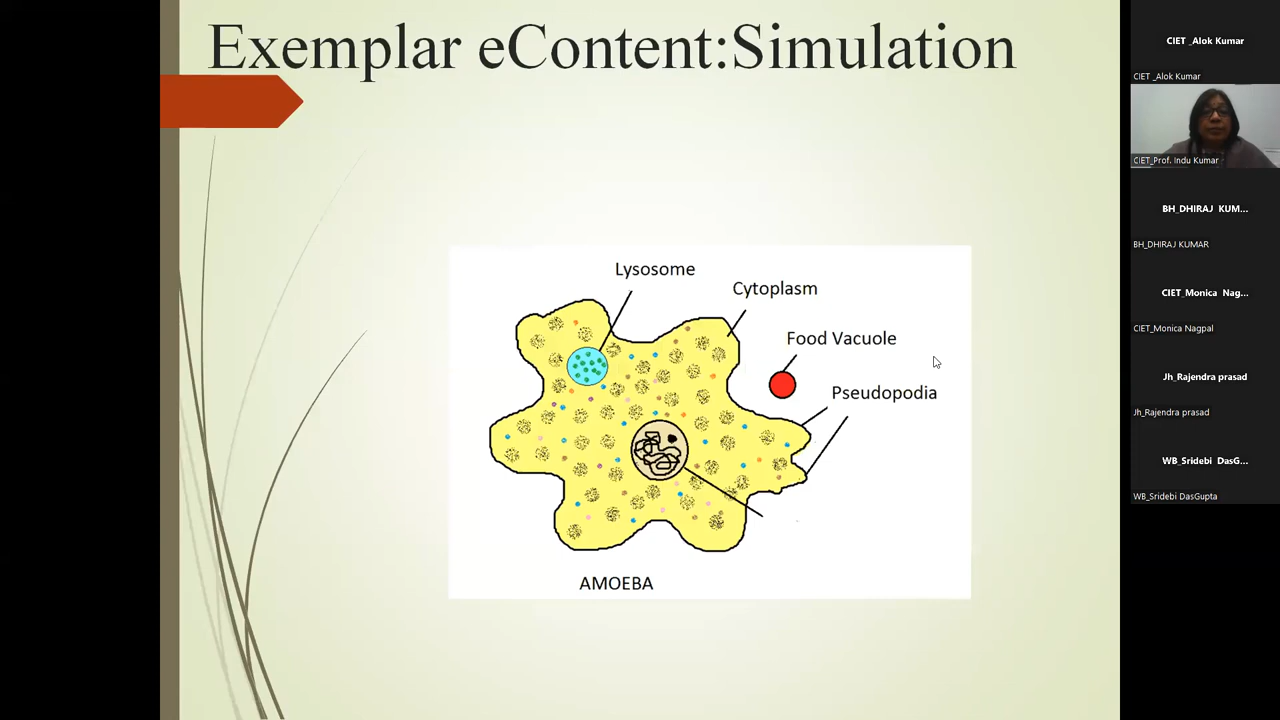 Exemplar eContent:Simulation
Lysosome
Cytoplasm
Food Vacuole
Pseudopodia
AMOEBA
CIET _Alok Kumar
CIET _Alok Kumar
CIET_Prof. Indu Kumar
BH_DHIRAJ KUM...
BH_DHIRAJ KUMAR
CIET_Monica Nag...
CIET_Monica Nagpal
Jh_Rajendra prasad
Jh_Rajendra prasad
WB_Sridebi DasG...
WB_Sridebi DasGupta